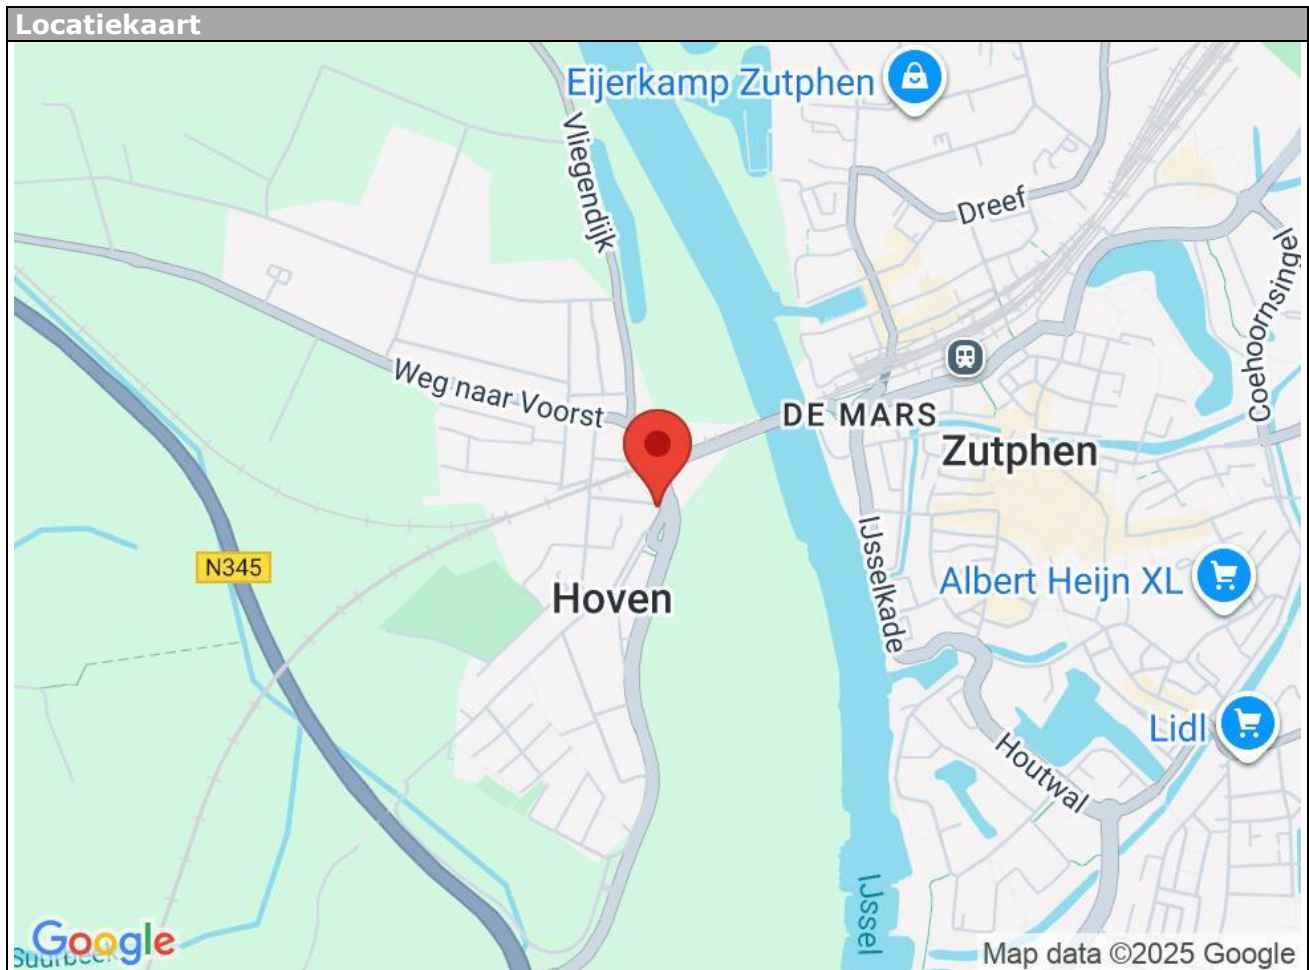 Locatiekaart
Eijerkamp Zutphen
Vliegendijk
Dreef
Coehoornsingel
Weg naar Voorst
DE MARS
Zutphen
IJsselkade
N345
Albert Heijn XL
Hoven
Lidl
Houtwal
IJssel
Google
Map data ©2025 Google